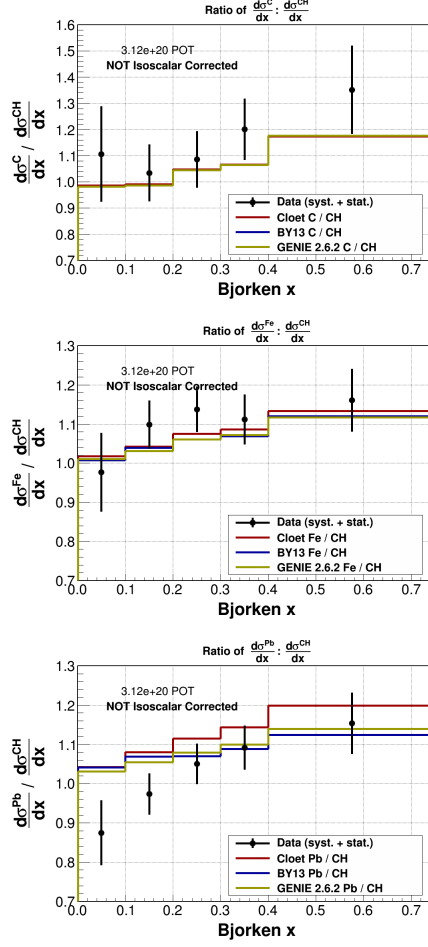 Ratio of dσ^C/dx : dσ^CH/dx
1.6
1.5
1.4
1.3
1.2
1.1
1.0
0.9
0.8
0.7
dσ^C/dx / dσ^CH/dx
3.12e+20 POT
NOT Isoscalar Corrected
Data (syst. + stat.)
Cloet C / CH
BY13 C / CH
GENIE 2.6.2 C / CH
0.0 0.1 0.2 0.3 0.4 0.5 0.6 0.7
Bjorken x
Ratio of dσ^Fe/dx : dσ^CH/dx
1.3
1.2
1.1
1.0
0.9
0.8
0.7
dσ^Fe/dx / dσ^CH/dx
3.12e+20 POT
NOT Isoscalar Corrected
Data (syst. + stat.)
Cloet Fe / CH
BY13 Fe / CH
GENIE 2.6.2 Fe / CH
0.0 0.1 0.2 0.3 0.4 0.5 0.6 0.7
Bjorken x
Ratio of dσ^Pb/dx : dσ^CH/dx
1.3
1.2
1.1
1.0
0.9
0.8
0.7
dσ^Pb/dx / dσ^CH/dx
3.12e+20 POT
NOT Isoscalar Corrected
Data (syst. + stat.)
Cloet Pb / CH
BY13 Pb / CH
GENIE 2.6.2 Pb / CH
0.0 0.1 0.2 0.3 0.4 0.5 0.6 0.7
Bjorken x